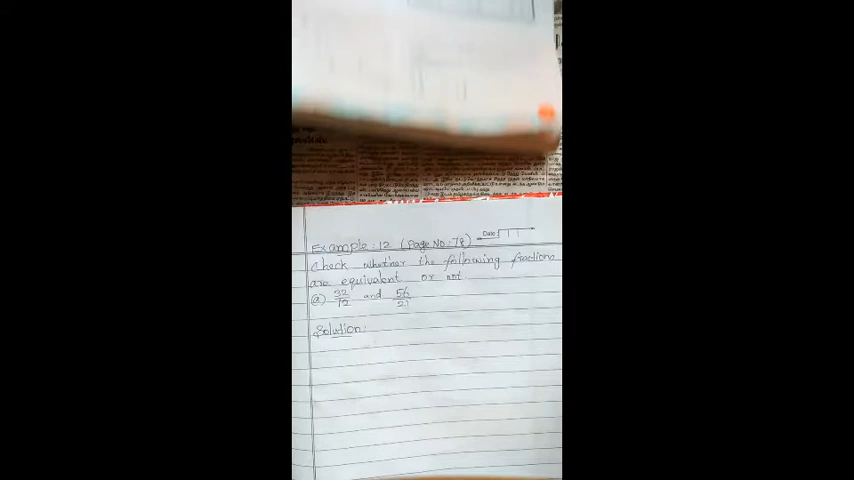 Date
Example : 12 (Page No : 78)
Check whether the following fractions
are equivalent or not
(a) 32/12 and 56/21
Solution: